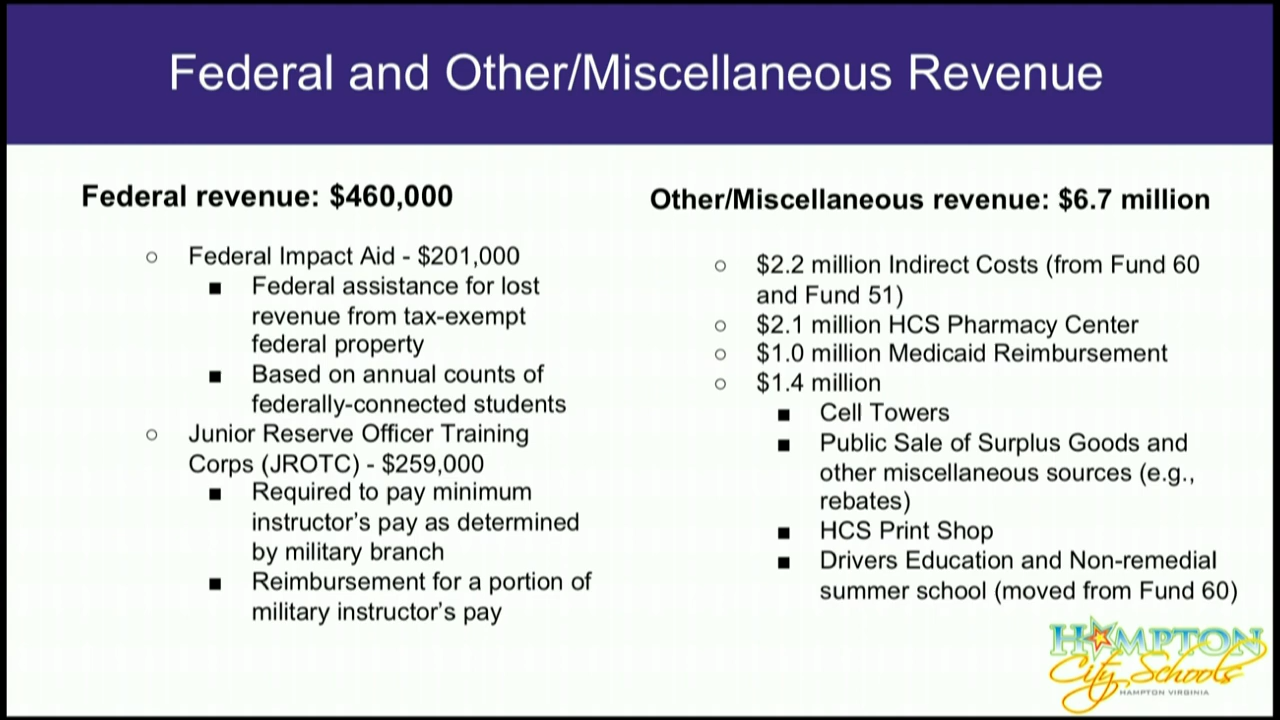 Federal and Other/Miscellaneous Revenue
Federal revenue: $460,000
○ Federal Impact Aid - $201,000
■ Federal assistance for lost
revenue from tax-exempt
federal property
■ Based on annual counts of
federally-connected students
○ Junior Reserve Officer Training
Corps (JROTC) - $259,000
■ Required to pay minimum
instructor’s pay as determined
by military branch
■ Reimbursement for a portion of
military instructor’s pay
Other/Miscellaneous revenue: $6.7 million
○ $2.2 million Indirect Costs (from Fund 60
and Fund 51)
○ $2.1 million HCS Pharmacy Center
○ $1.0 million Medicaid Reimbursement
○ $1.4 million
■ Cell Towers
■ Public Sale of Surplus Goods and
other miscellaneous sources (e.g.,
rebates)
■ HCS Print Shop
■ Drivers Education and Non-remedial
summer school (moved from Fund 60)
HAMPTON
City Schools
HAMPTON VIRGINIA